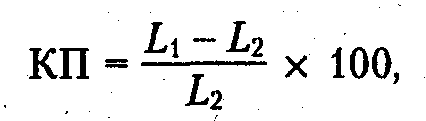 КП = (L₁ − L₂) / L₂ × 100,